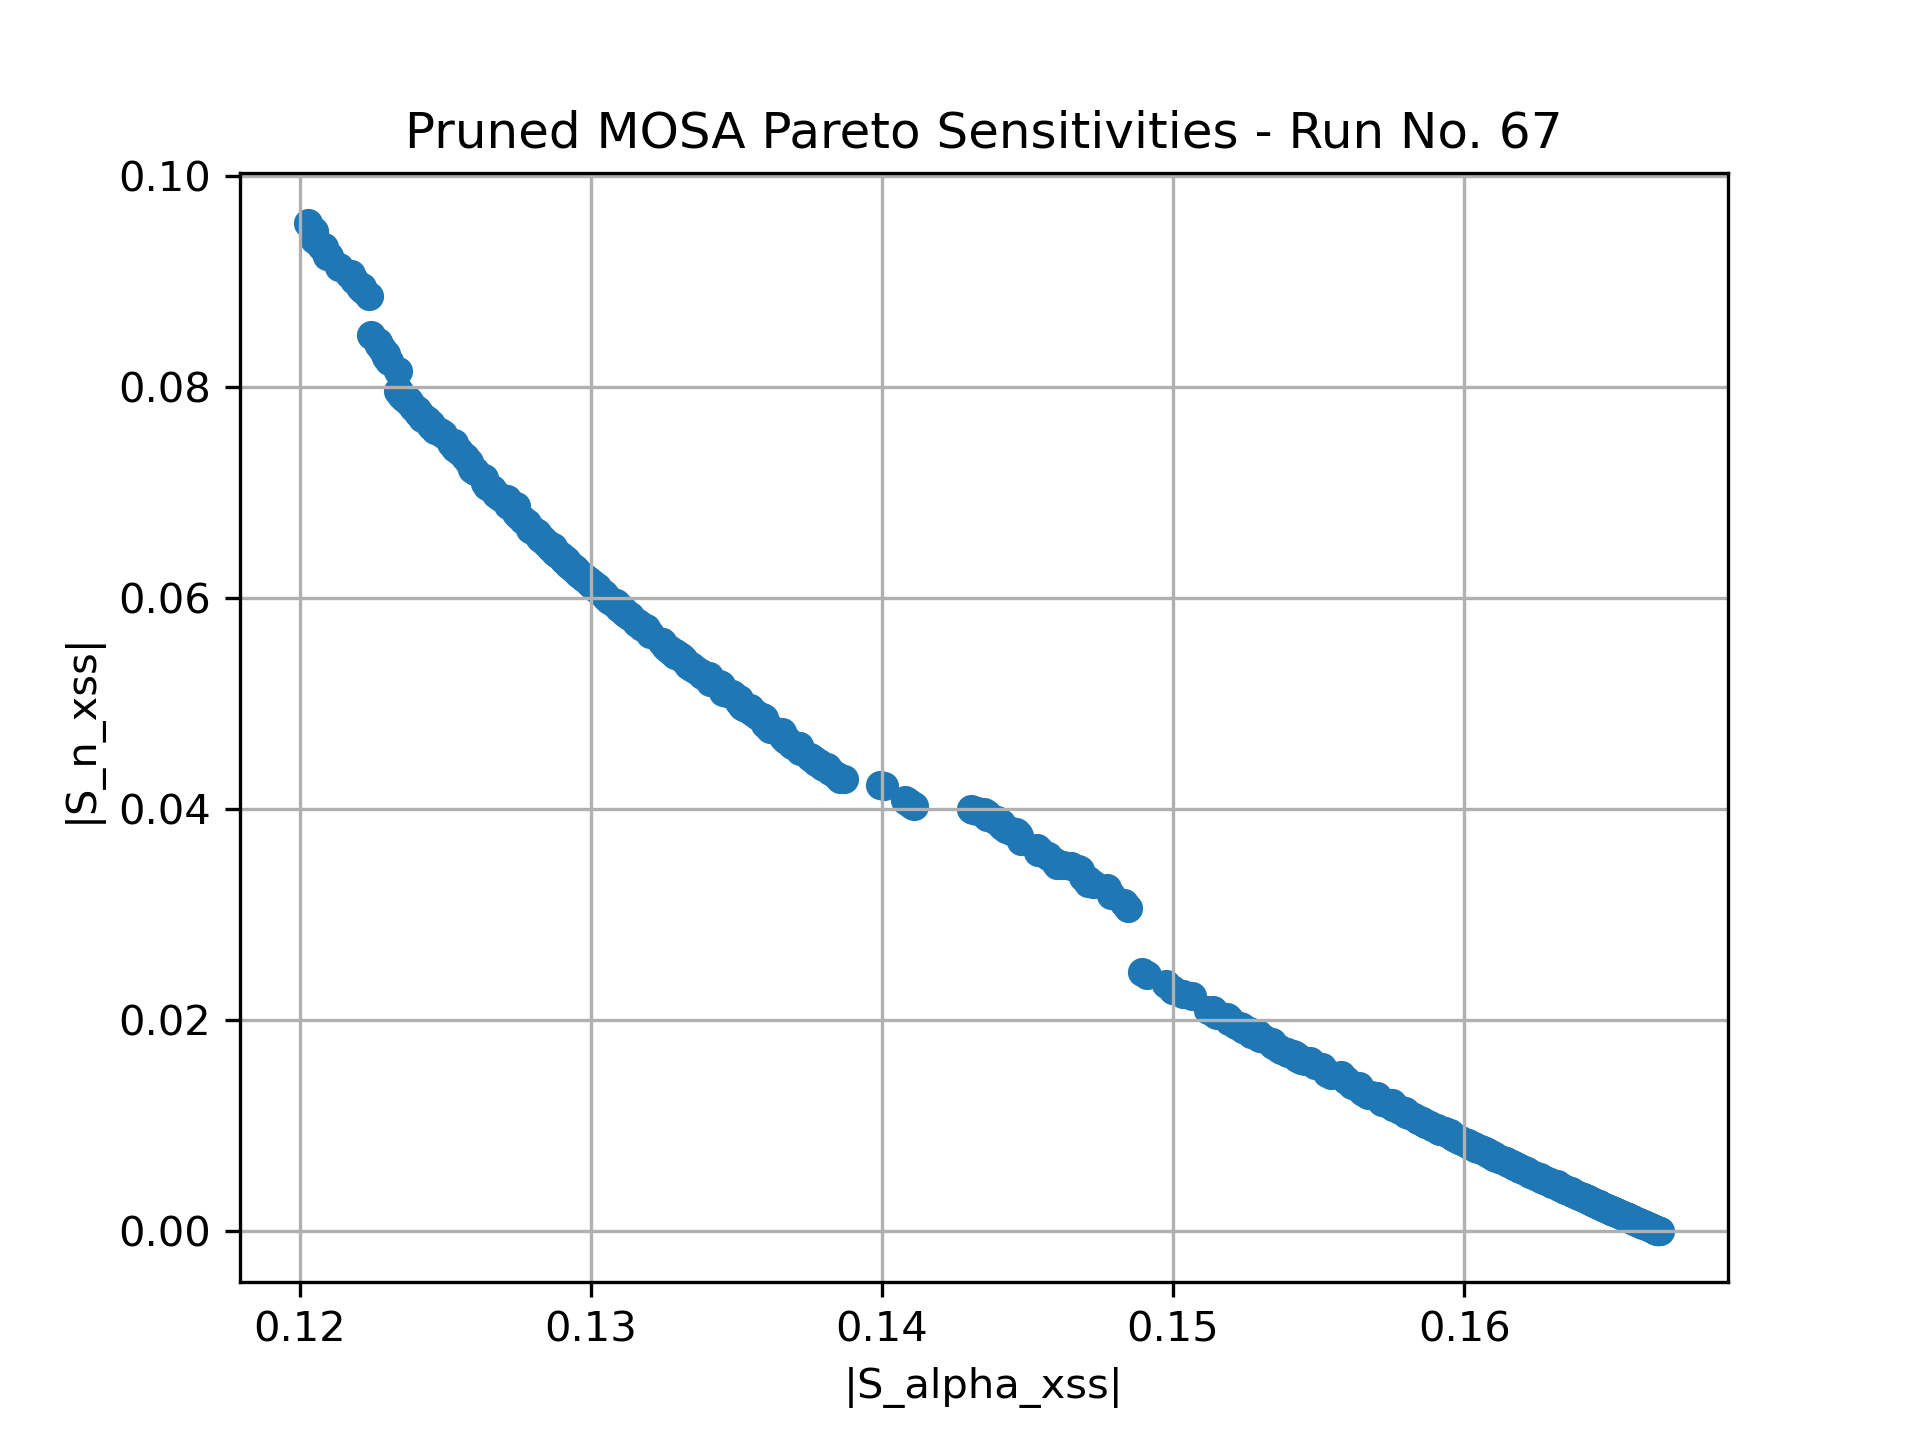 Pruned MOSA Pareto Sensitivities - Run No. 67
0.10
0.08
0.06
0.04
0.02
0.00
|S_n_xss|
0.12 0.13 0.14 0.15 0.16
|S_alpha_xss|